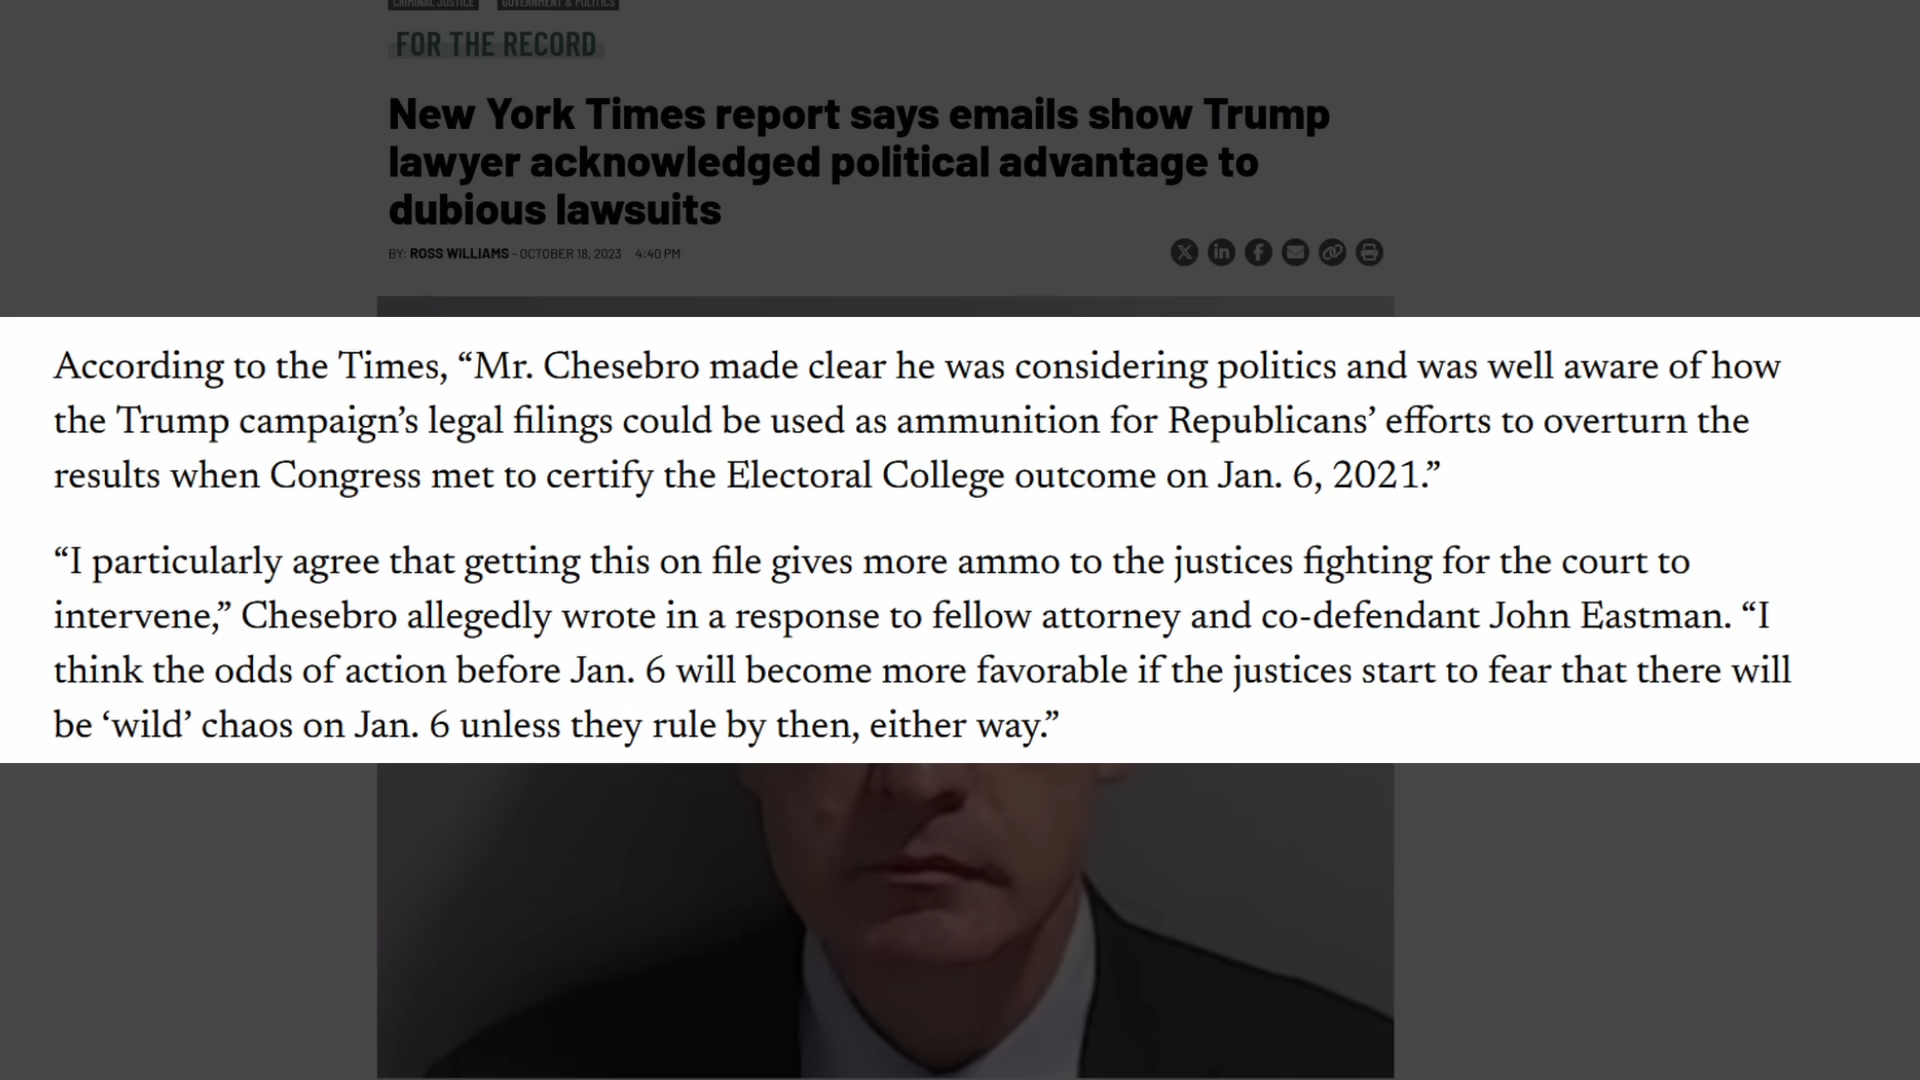 CRIMINAL JUSTICE GOVERNMENT & POLITICS
FOR THE RECORD
New York Times report says emails show Trump
lawyer acknowledged political advantage to
dubious lawsuits
BY: ROSS WILLIAMS - OCTOBER 18, 2023 4:40 PM
According to the Times, “Mr. Chesebro made clear he was considering politics and was well aware of how
the Trump campaign’s legal filings could be used as ammunition for Republicans’ efforts to overturn the
results when Congress met to certify the Electoral College outcome on Jan. 6, 2021.”
“I particularly agree that getting this on file gives more ammo to the justices fighting for the court to
intervene,” Chesebro allegedly wrote in a response to fellow attorney and co-defendant John Eastman. “I
think the odds of action before Jan. 6 will become more favorable if the justices start to fear that there will
be ‘wild’ chaos on Jan. 6 unless they rule by then, either way.”